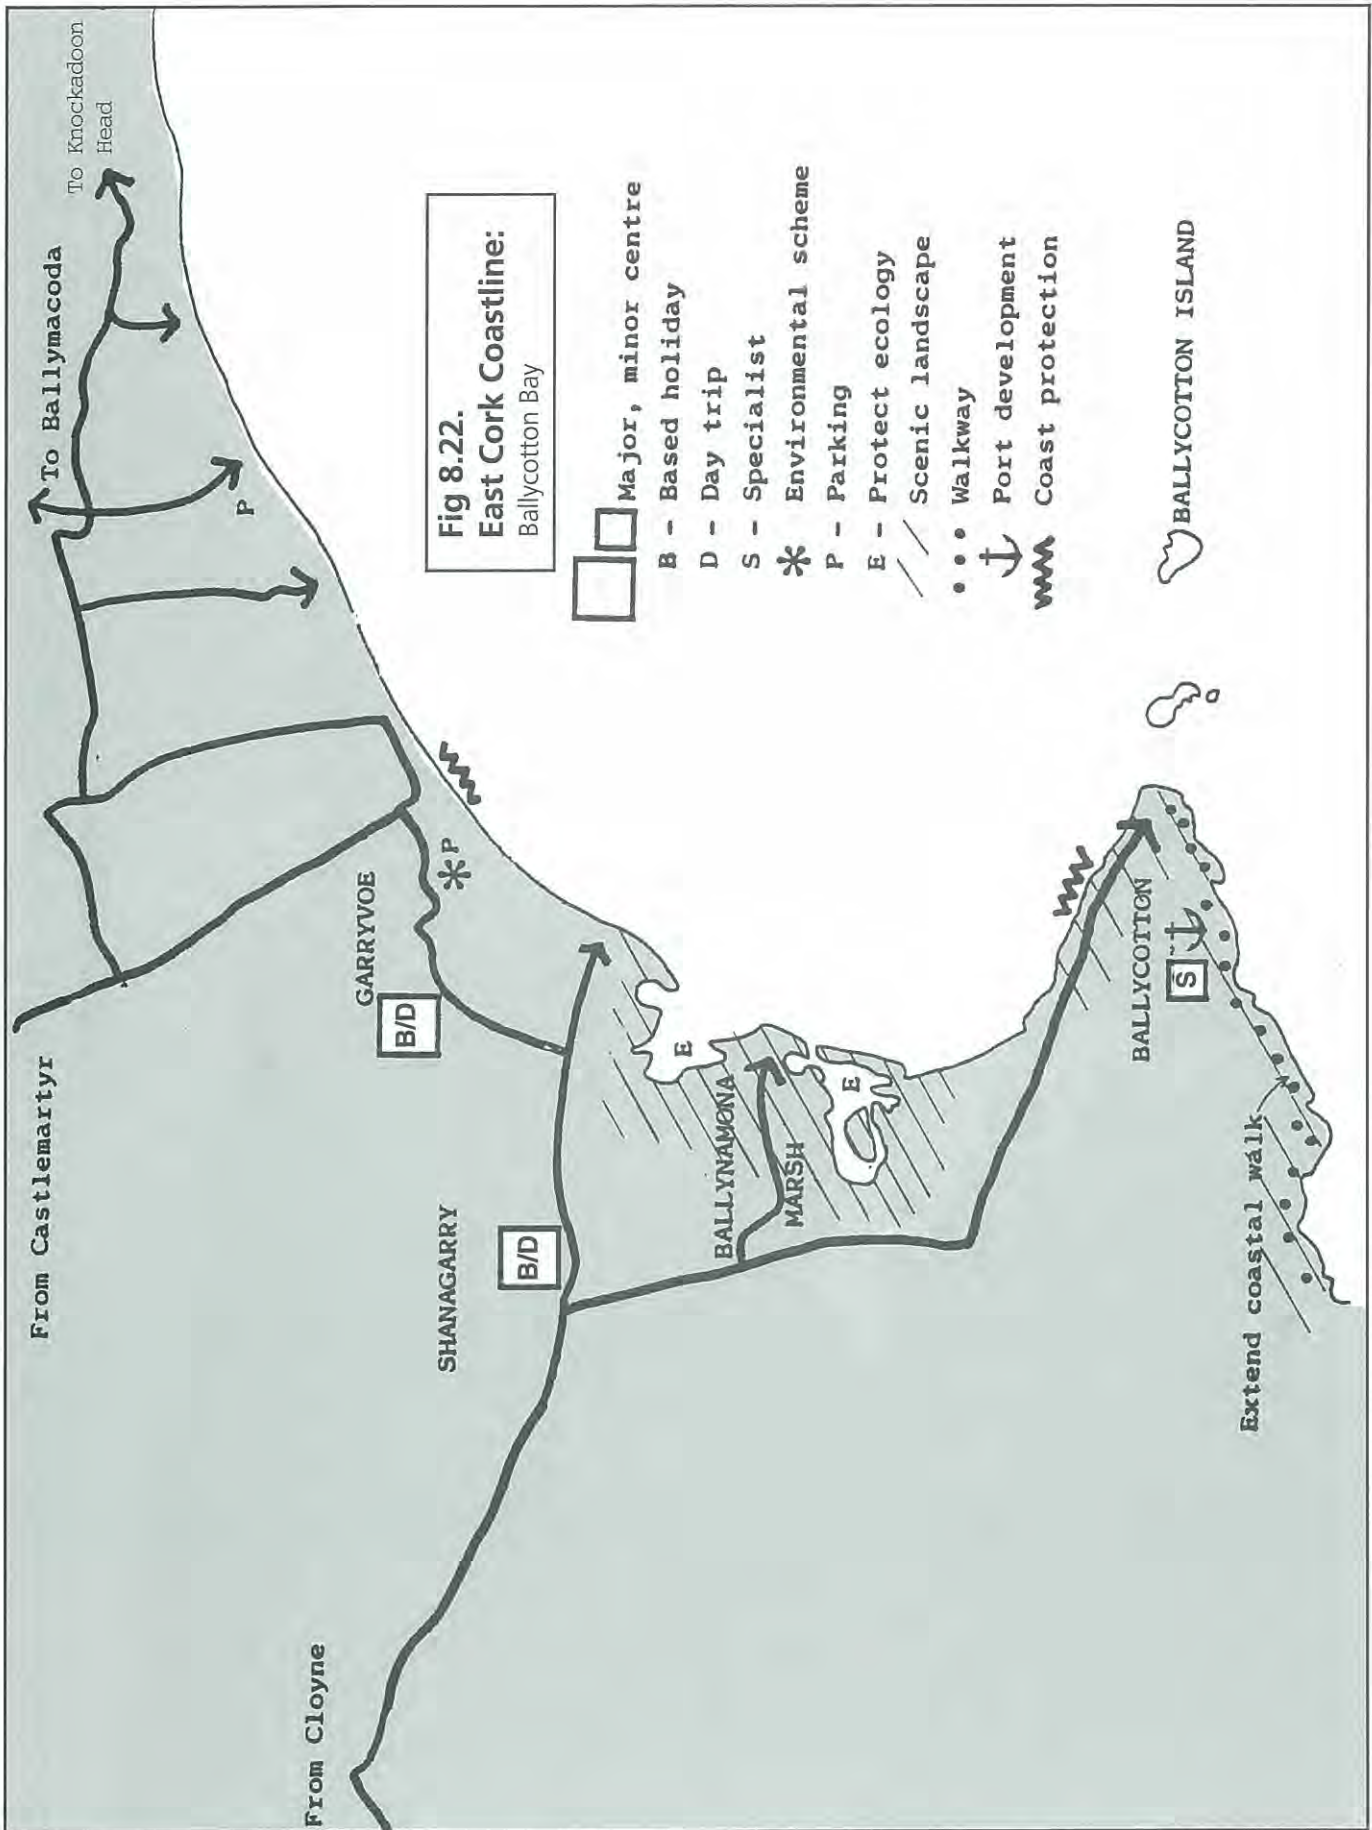 From Castlemartyr
To Ballymacoda
To Knockadoon
Head
P
GARRYVOE
B/D
P
SHANAGARRY
B/D
From Cloyne
E
BALLYNAMONA
MARSH
E
BALLYCOTTON
S
Extend coastal walk
BALLYCOTTON ISLAND
Fig 8.22.
East Cork Coastline:
Ballycotton Bay
Major, minor centre
B - Based holiday
D - Day trip
S - Specialist
Environmental scheme
P - Parking
E - Protect ecology
Scenic landscape
Walkway
Port development
Coast protection